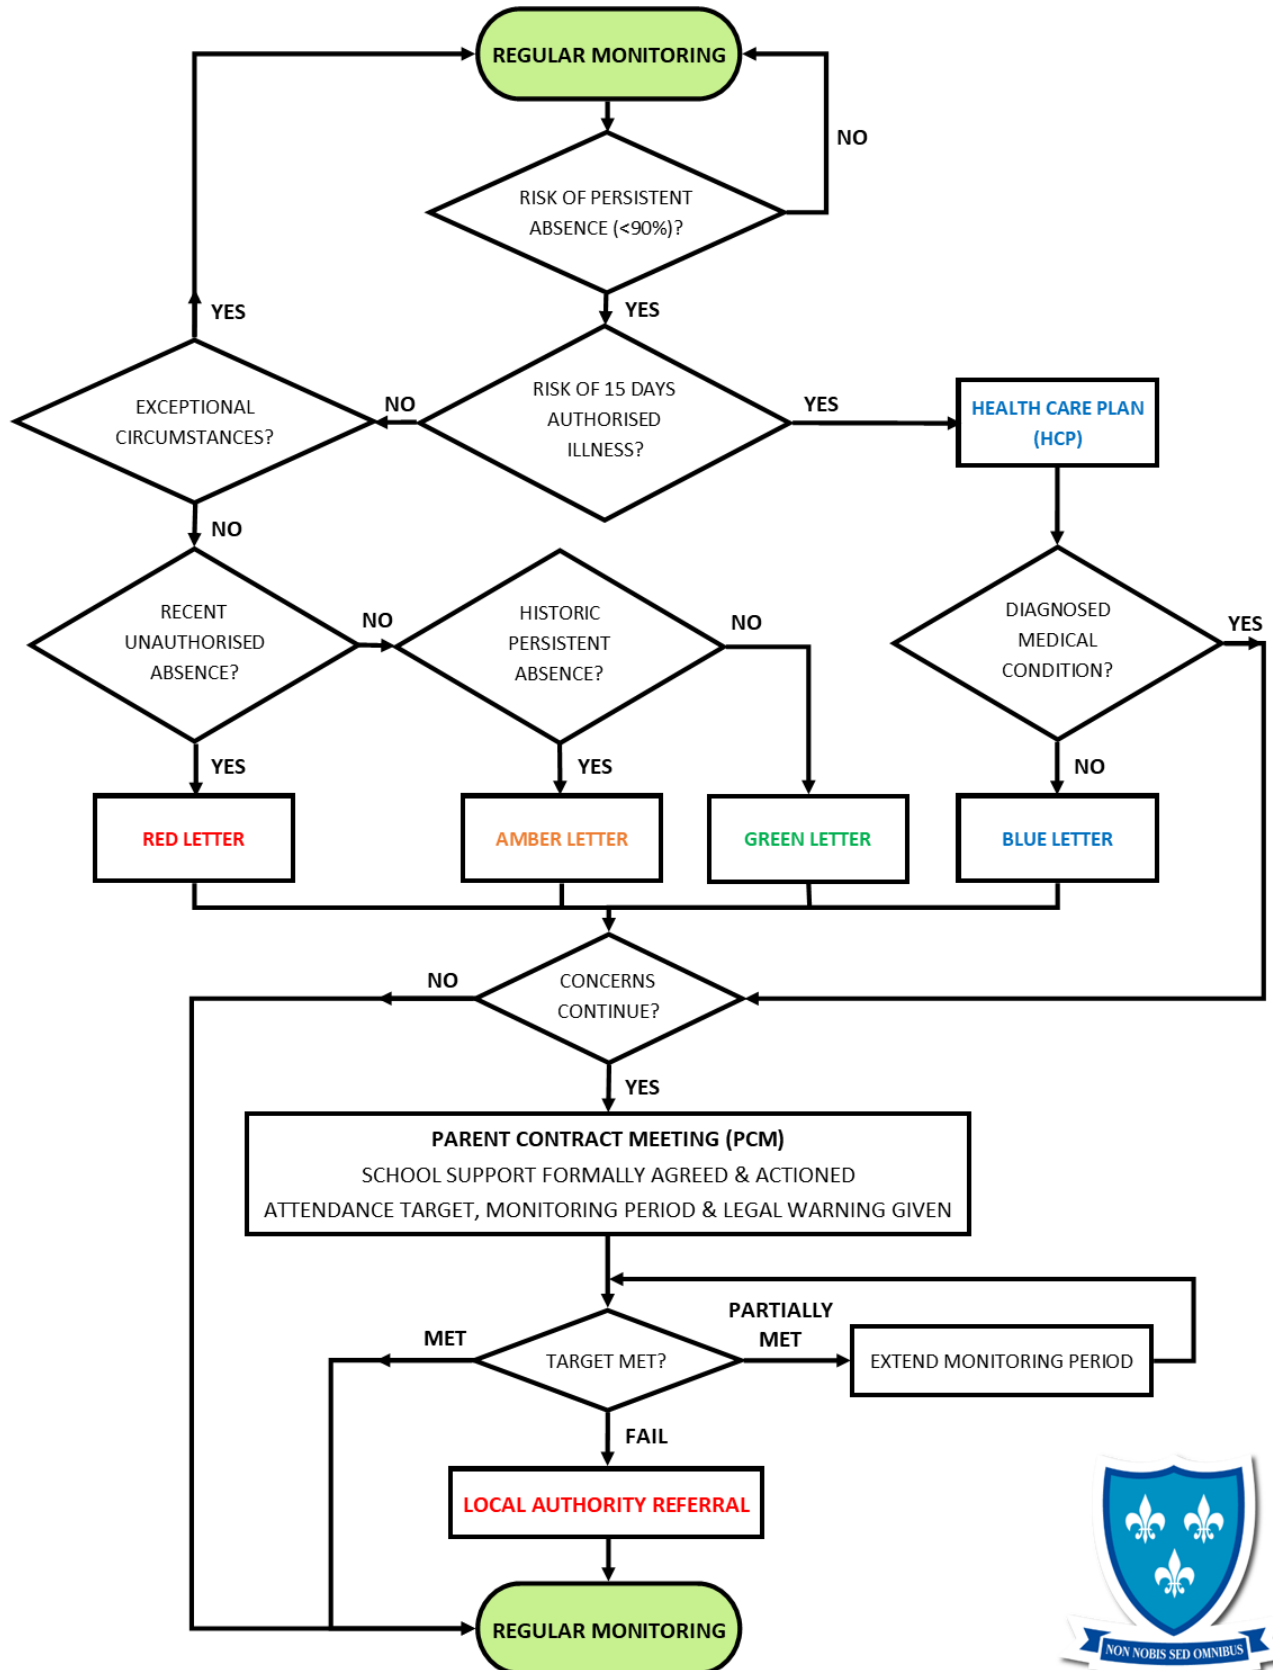 REGULAR MONITORING
NO
RISK OF PERSISTENT
ABSENCE (<90%)?
YES
YES
EXCEPTIONAL
CIRCUMSTANCES?
NO
RISK OF 15 DAYS
AUTHORISED
ILLNESS?
YES
HEALTH CARE PLAN
(HCP)
NO
RECENT
UNAUTHORISED
ABSENCE?
NO
HISTORIC
PERSISTENT
ABSENCE?
NO
DIAGNOSED
MEDICAL
CONDITION?
YES
YES
YES
NO
RED LETTER
AMBER LETTER
GREEN LETTER
BLUE LETTER
NO
CONCERNS
CONTINUE?
YES
PARENT CONTRACT MEETING (PCM)
SCHOOL SUPPORT FORMALLY AGREED & ACTIONED
ATTENDANCE TARGET, MONITORING PERIOD & LEGAL WARNING GIVEN
MET
TARGET MET?
PARTIALLY
MET
EXTEND MONITORING PERIOD
FAIL
LOCAL AUTHORITY REFERRAL
REGULAR MONITORING
NON NOBIS SED OMNIBUS